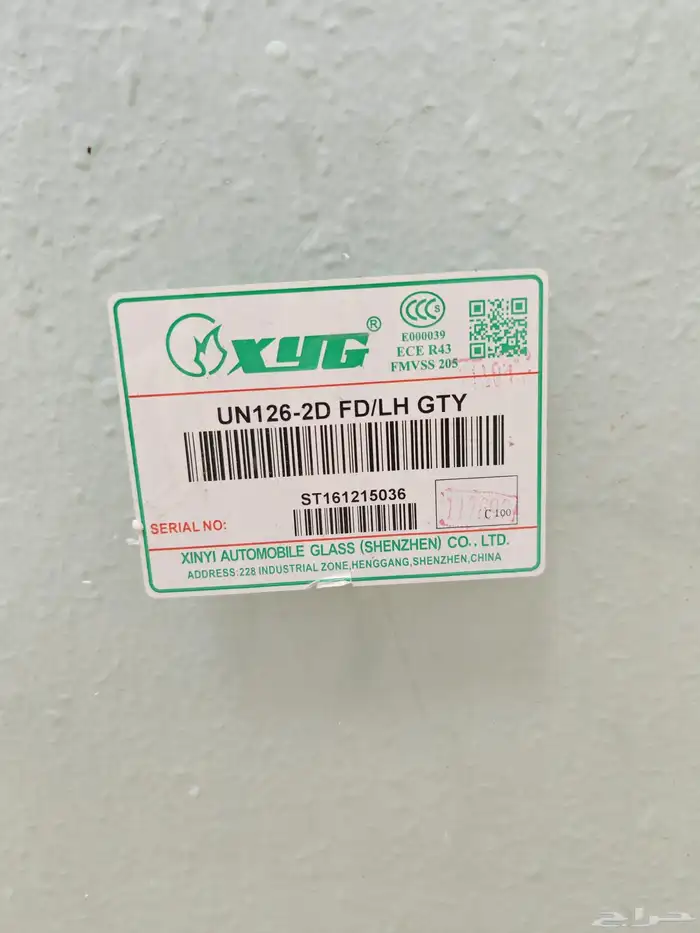 XYG®
CCC S
E000039
ECE R43
FMVSS 205
UN126-2D FD/LH GTY
ST161215036
SERIAL NO:
C 100
XINYI AUTOMOBILE GLASS (SHENZHEN) CO., LTD.
ADDRESS:228 INDUSTRIAL ZONE,HENGGANG,SHENZHEN,CHINA
حراج